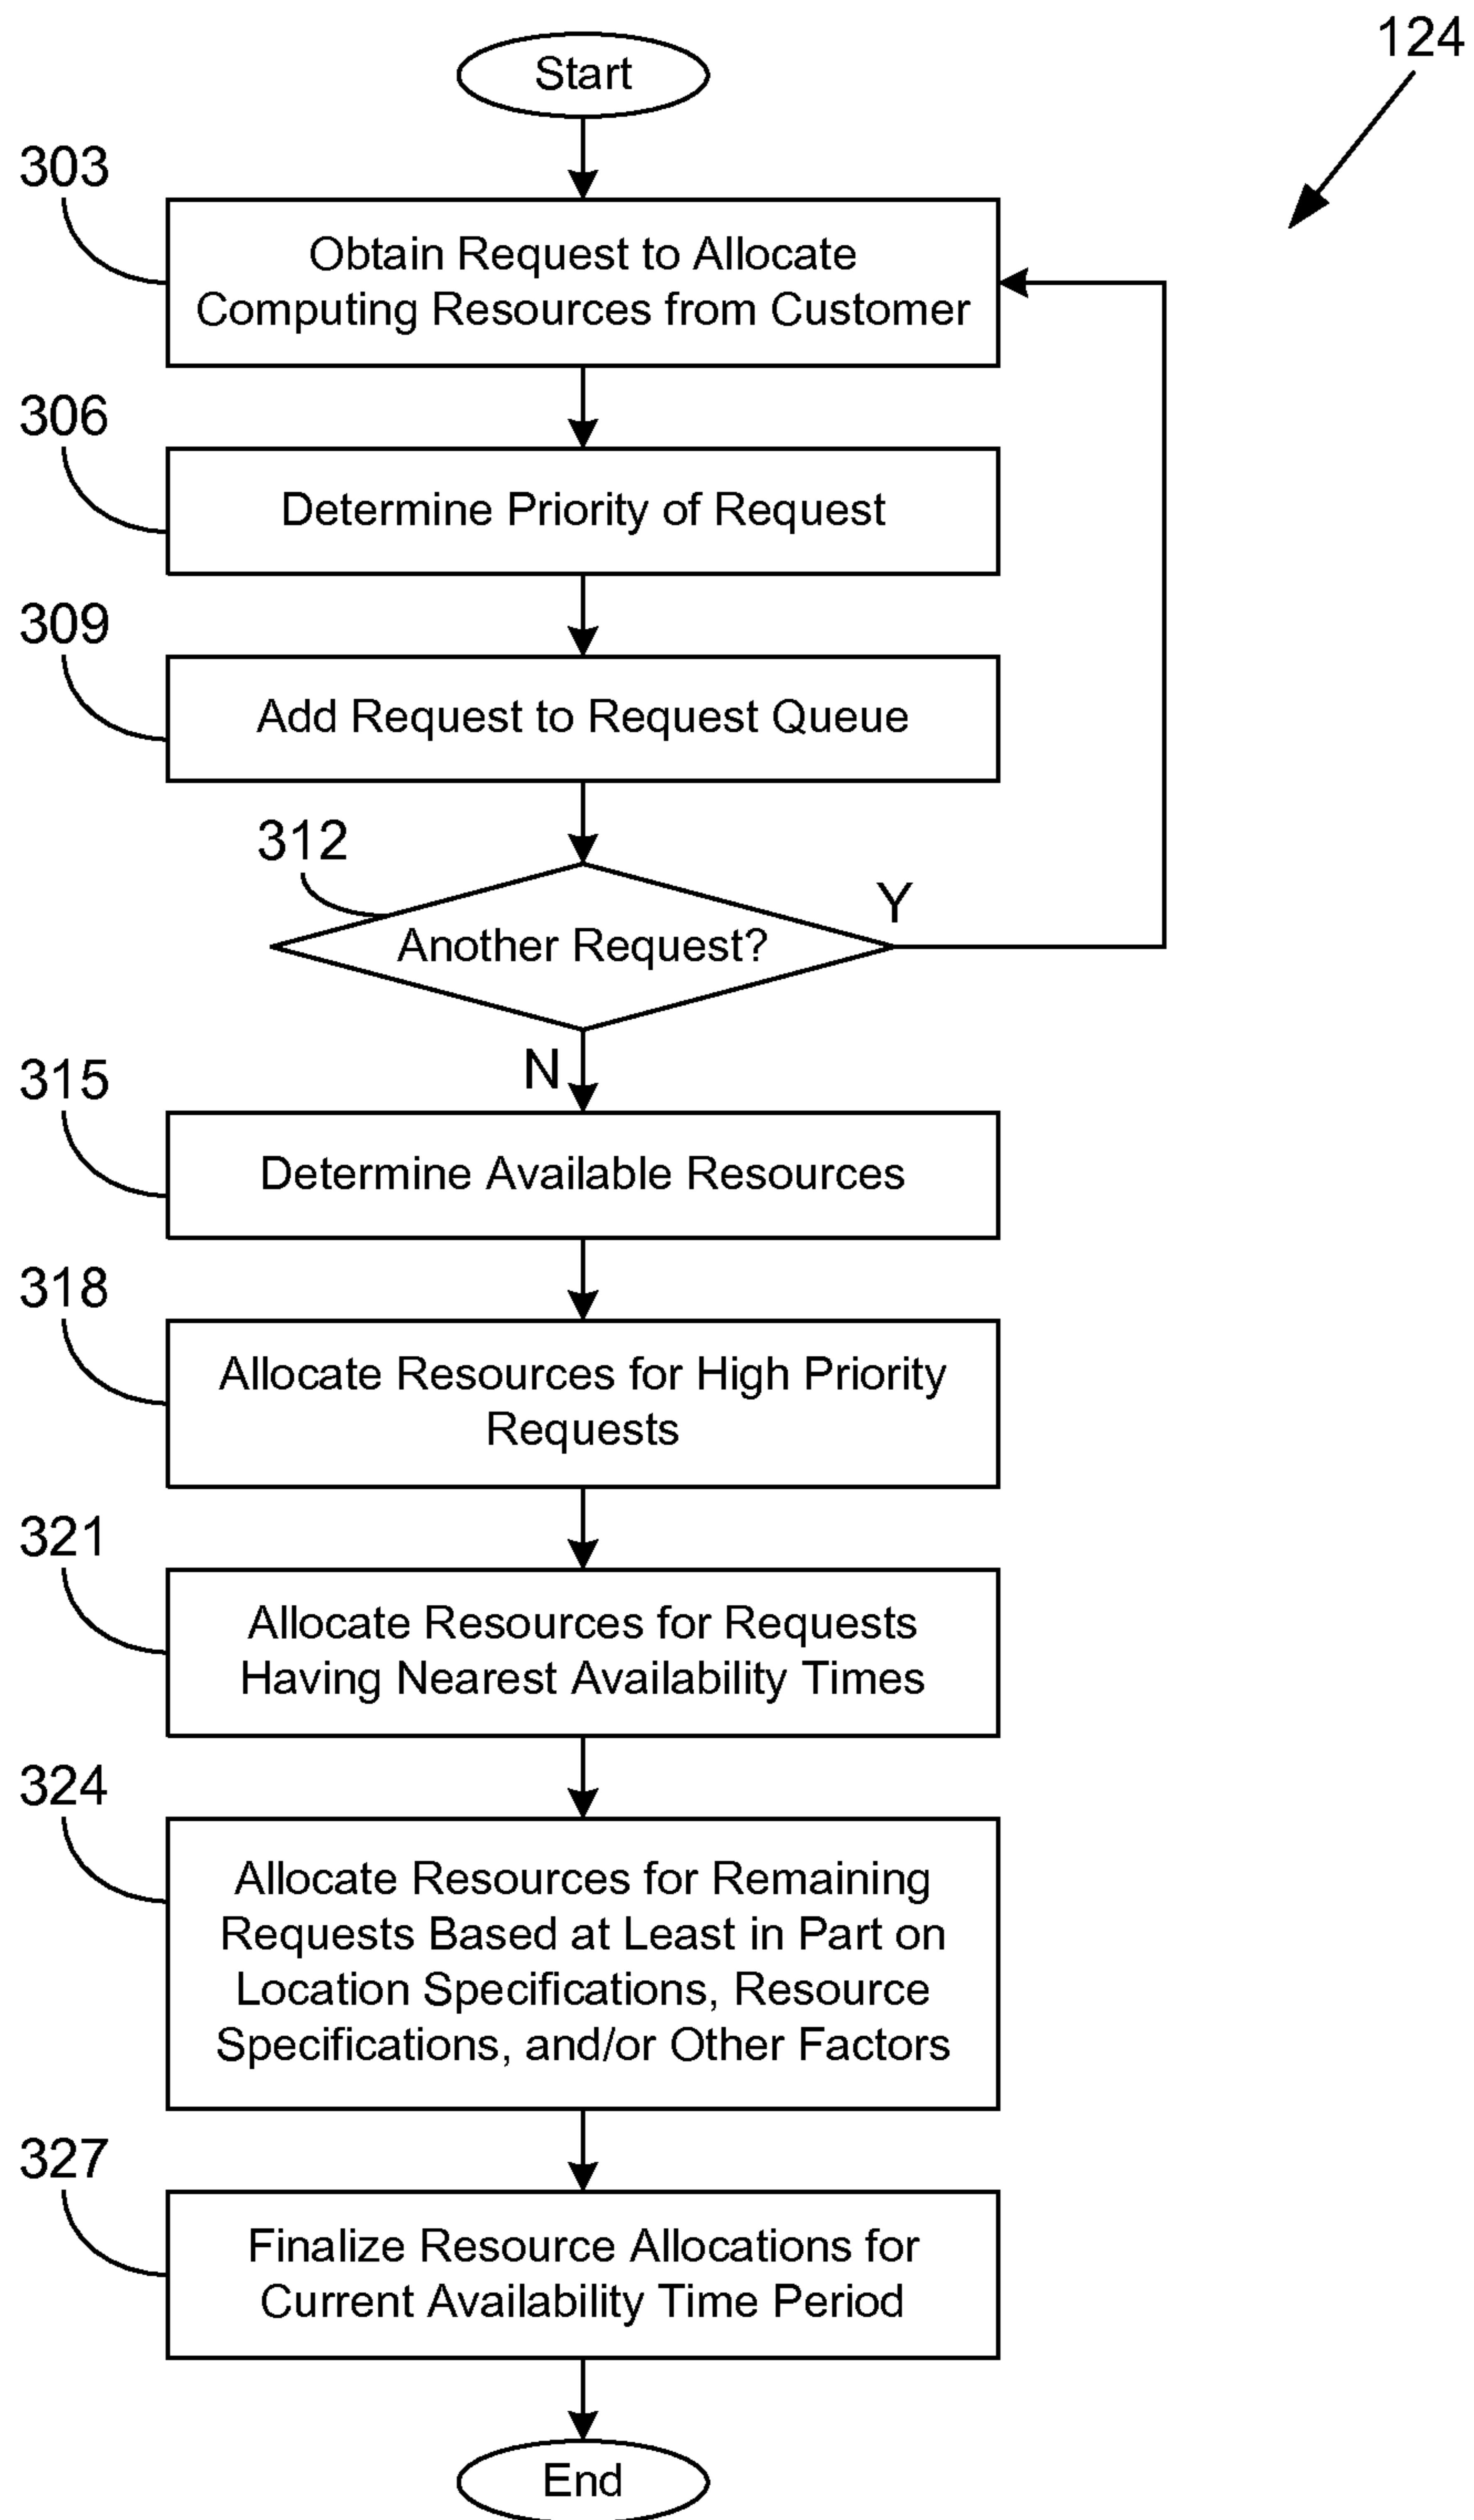 124
Start
303
Obtain Request to Allocate
Computing Resources from Customer
306
Determine Priority of Request
309
Add Request to Request Queue
312
Another Request?
Y
N
315
Determine Available Resources
318
Allocate Resources for High Priority
Requests
321
Allocate Resources for Requests
Having Nearest Availability Times
324
Allocate Resources for Remaining
Requests Based at Least in Part on
Location Specifications, Resource
Specifications, and/or Other Factors
327
Finalize Resource Allocations for
Current Availability Time Period
End